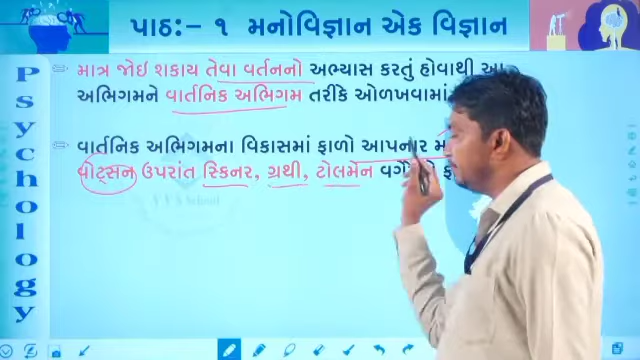 પાઠ:– ૧ મનોવિજ્ઞાન એક વિજ્ઞાન
Psychology
માત્ર જોઇ શકાય તેવા વર્તનનો અભ્યાસ કરતું હોવાથી આ
અભિગમને વાર્તનિક અભિગમ તરીકે ઓળખવામાં
વાર્તનિક અભિગમના વિકાસમાં ફાળો આપનાર
વોટ્સન ઉપરાંત સ્કિનર, ગ્રથી, ટોલમેન